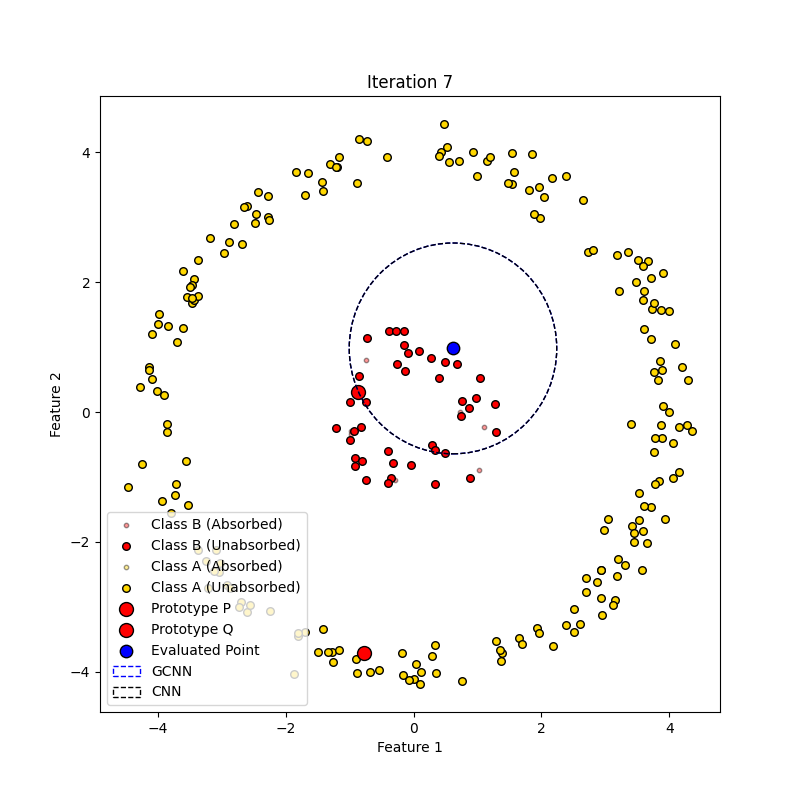 Iteration 7
Feature 2
4
2
0
−2
−4
Class B (Absorbed)
Class B (Unabsorbed)
Class A (Absorbed)
Class A (Unabsorbed)
Prototype P
Prototype Q
Evaluated Point
GCNN
CNN
−4 −2 0 2 4
Feature 1